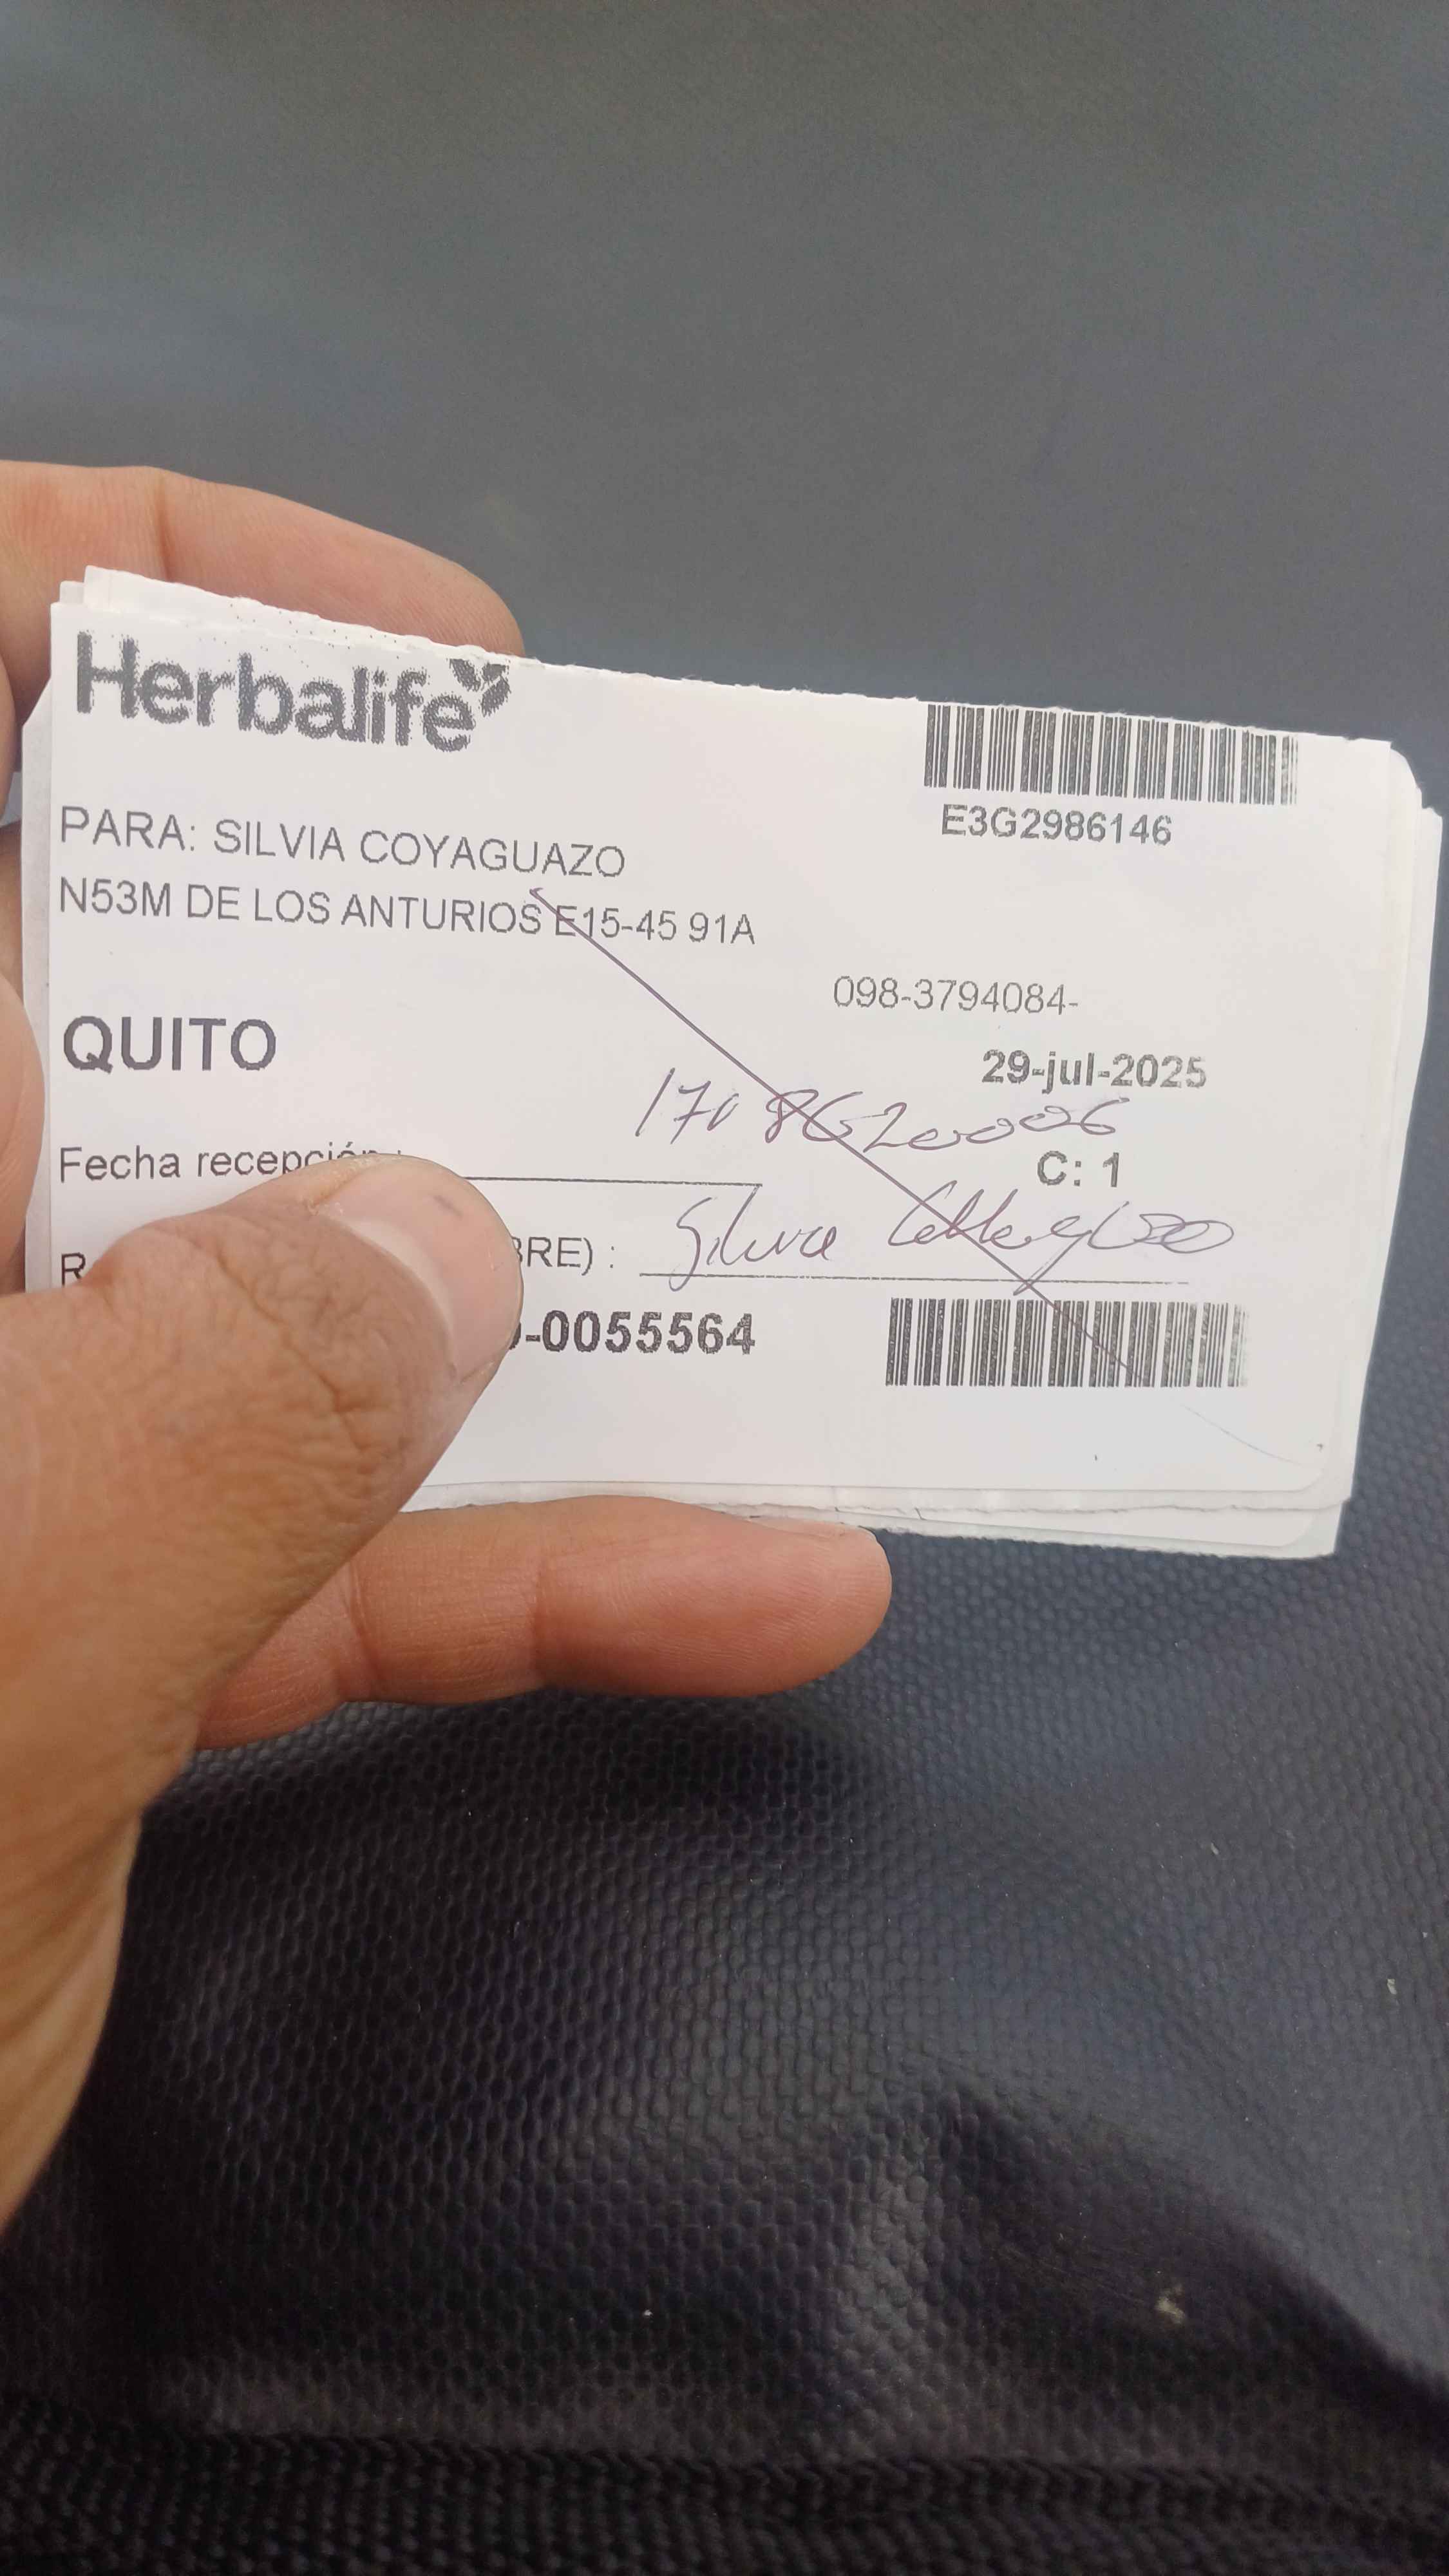 Herbalife
E3G2986146
PARA: SILVIA COYAGUAZO
N53M DE LOS ANTURIOS E15-45 91A
098-3794084-
QUITO
29-jul-2025
Fecha recepción
C: 1
BRE) : Silvia
-0055564